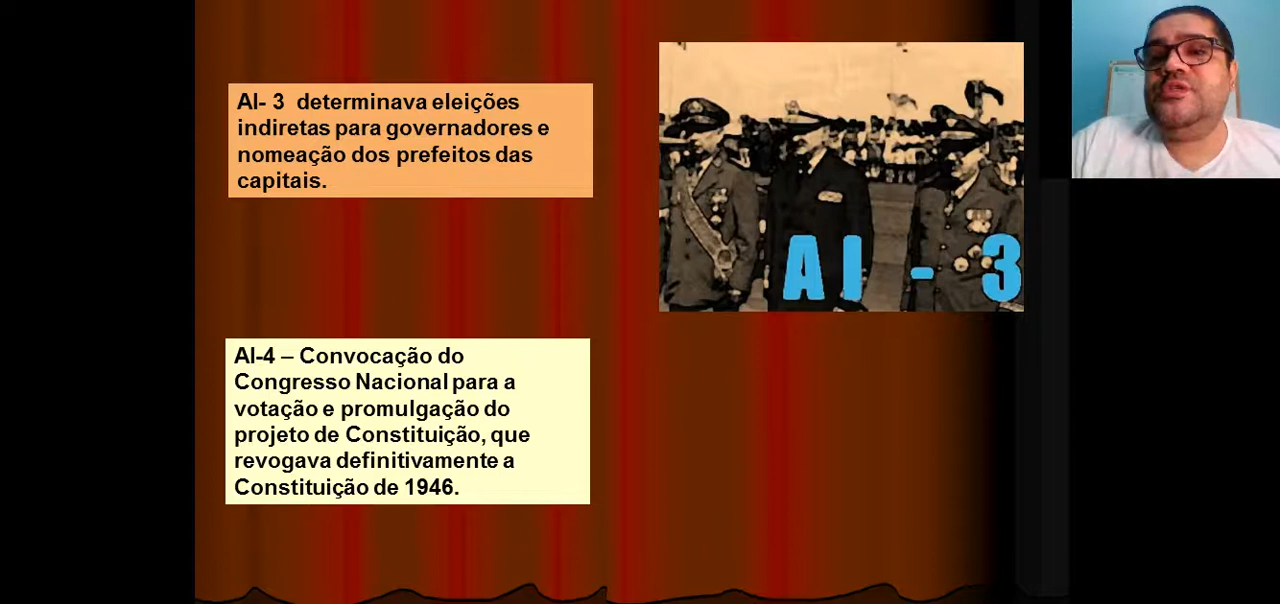 AI- 3 determinava eleições
indiretas para governadores e
nomeação dos prefeitos das
capitais.
AI - 3
AI-4 – Convocação do
Congresso Nacional para a
votação e promulgação do
projeto de Constituição, que
revogava definitivamente a
Constituição de 1946.